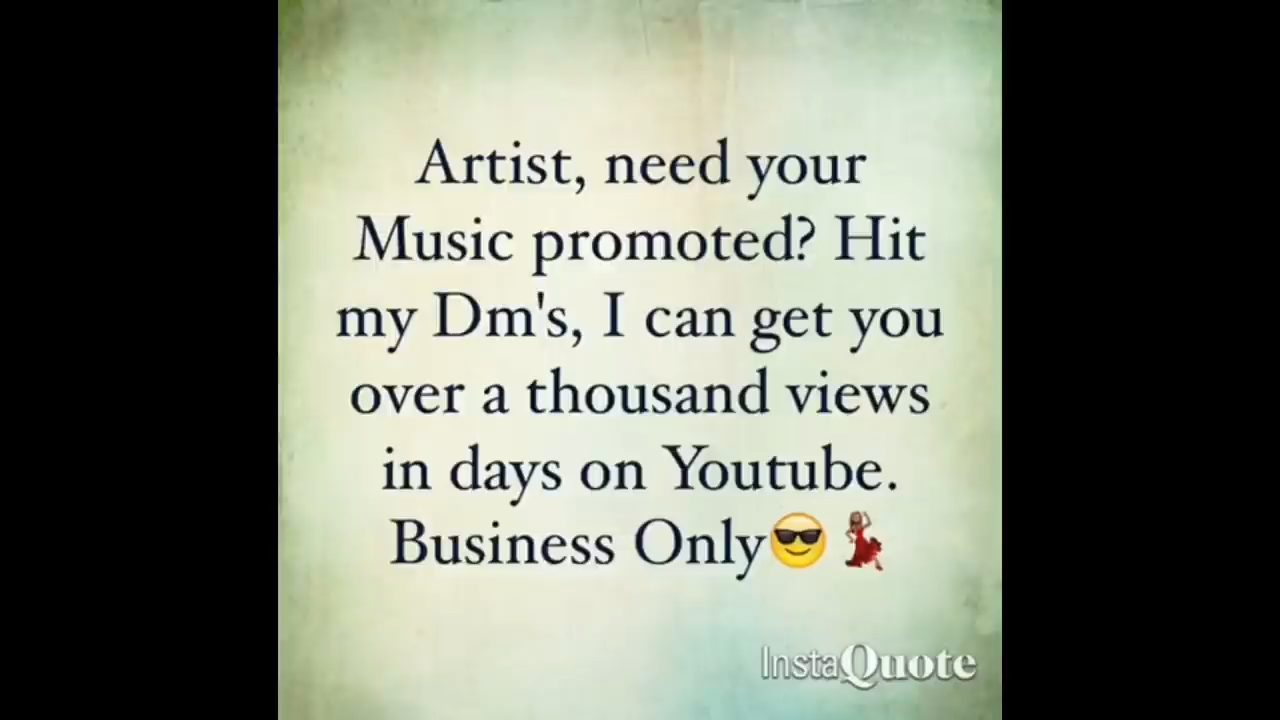 Artist, need your
Music promoted? Hit
my Dm's, I can get you
over a thousand views
in days on Youtube.
Business Only😎💃
InstaQuote